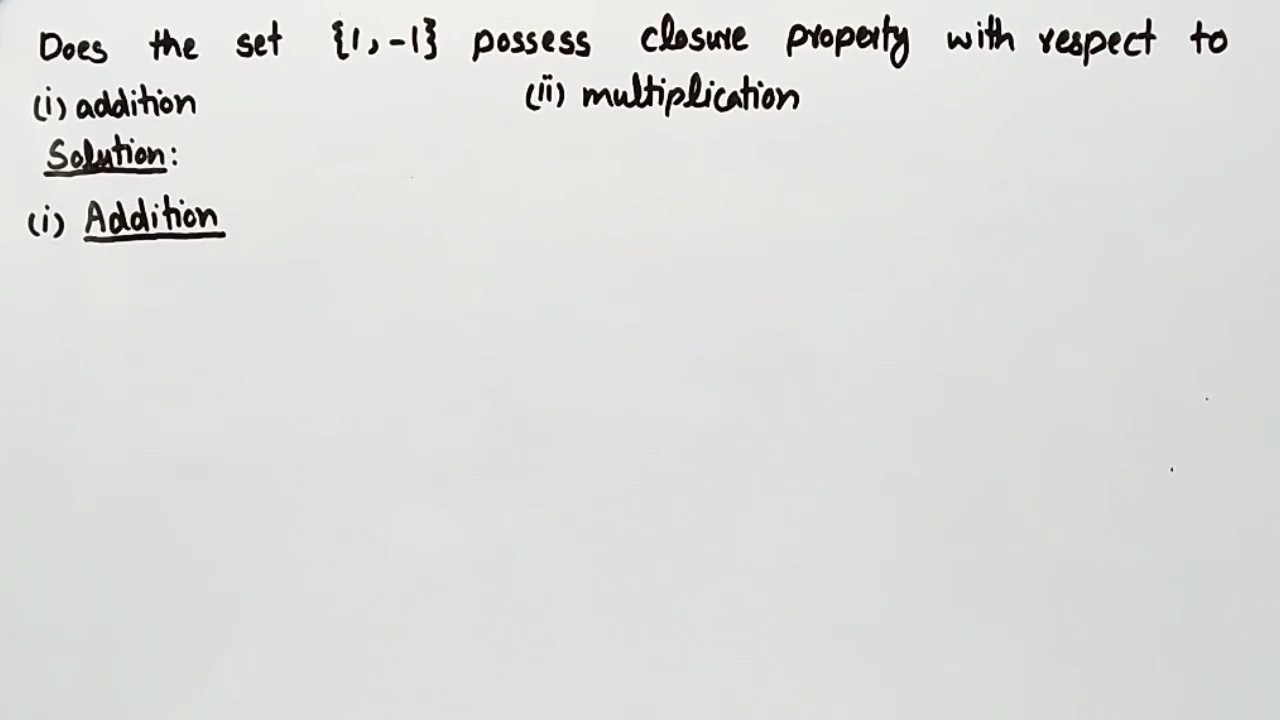 Does the set {1, -1} possess closure property with respect to
(i) addition (ii) multiplication
Solution:
(i) Addition